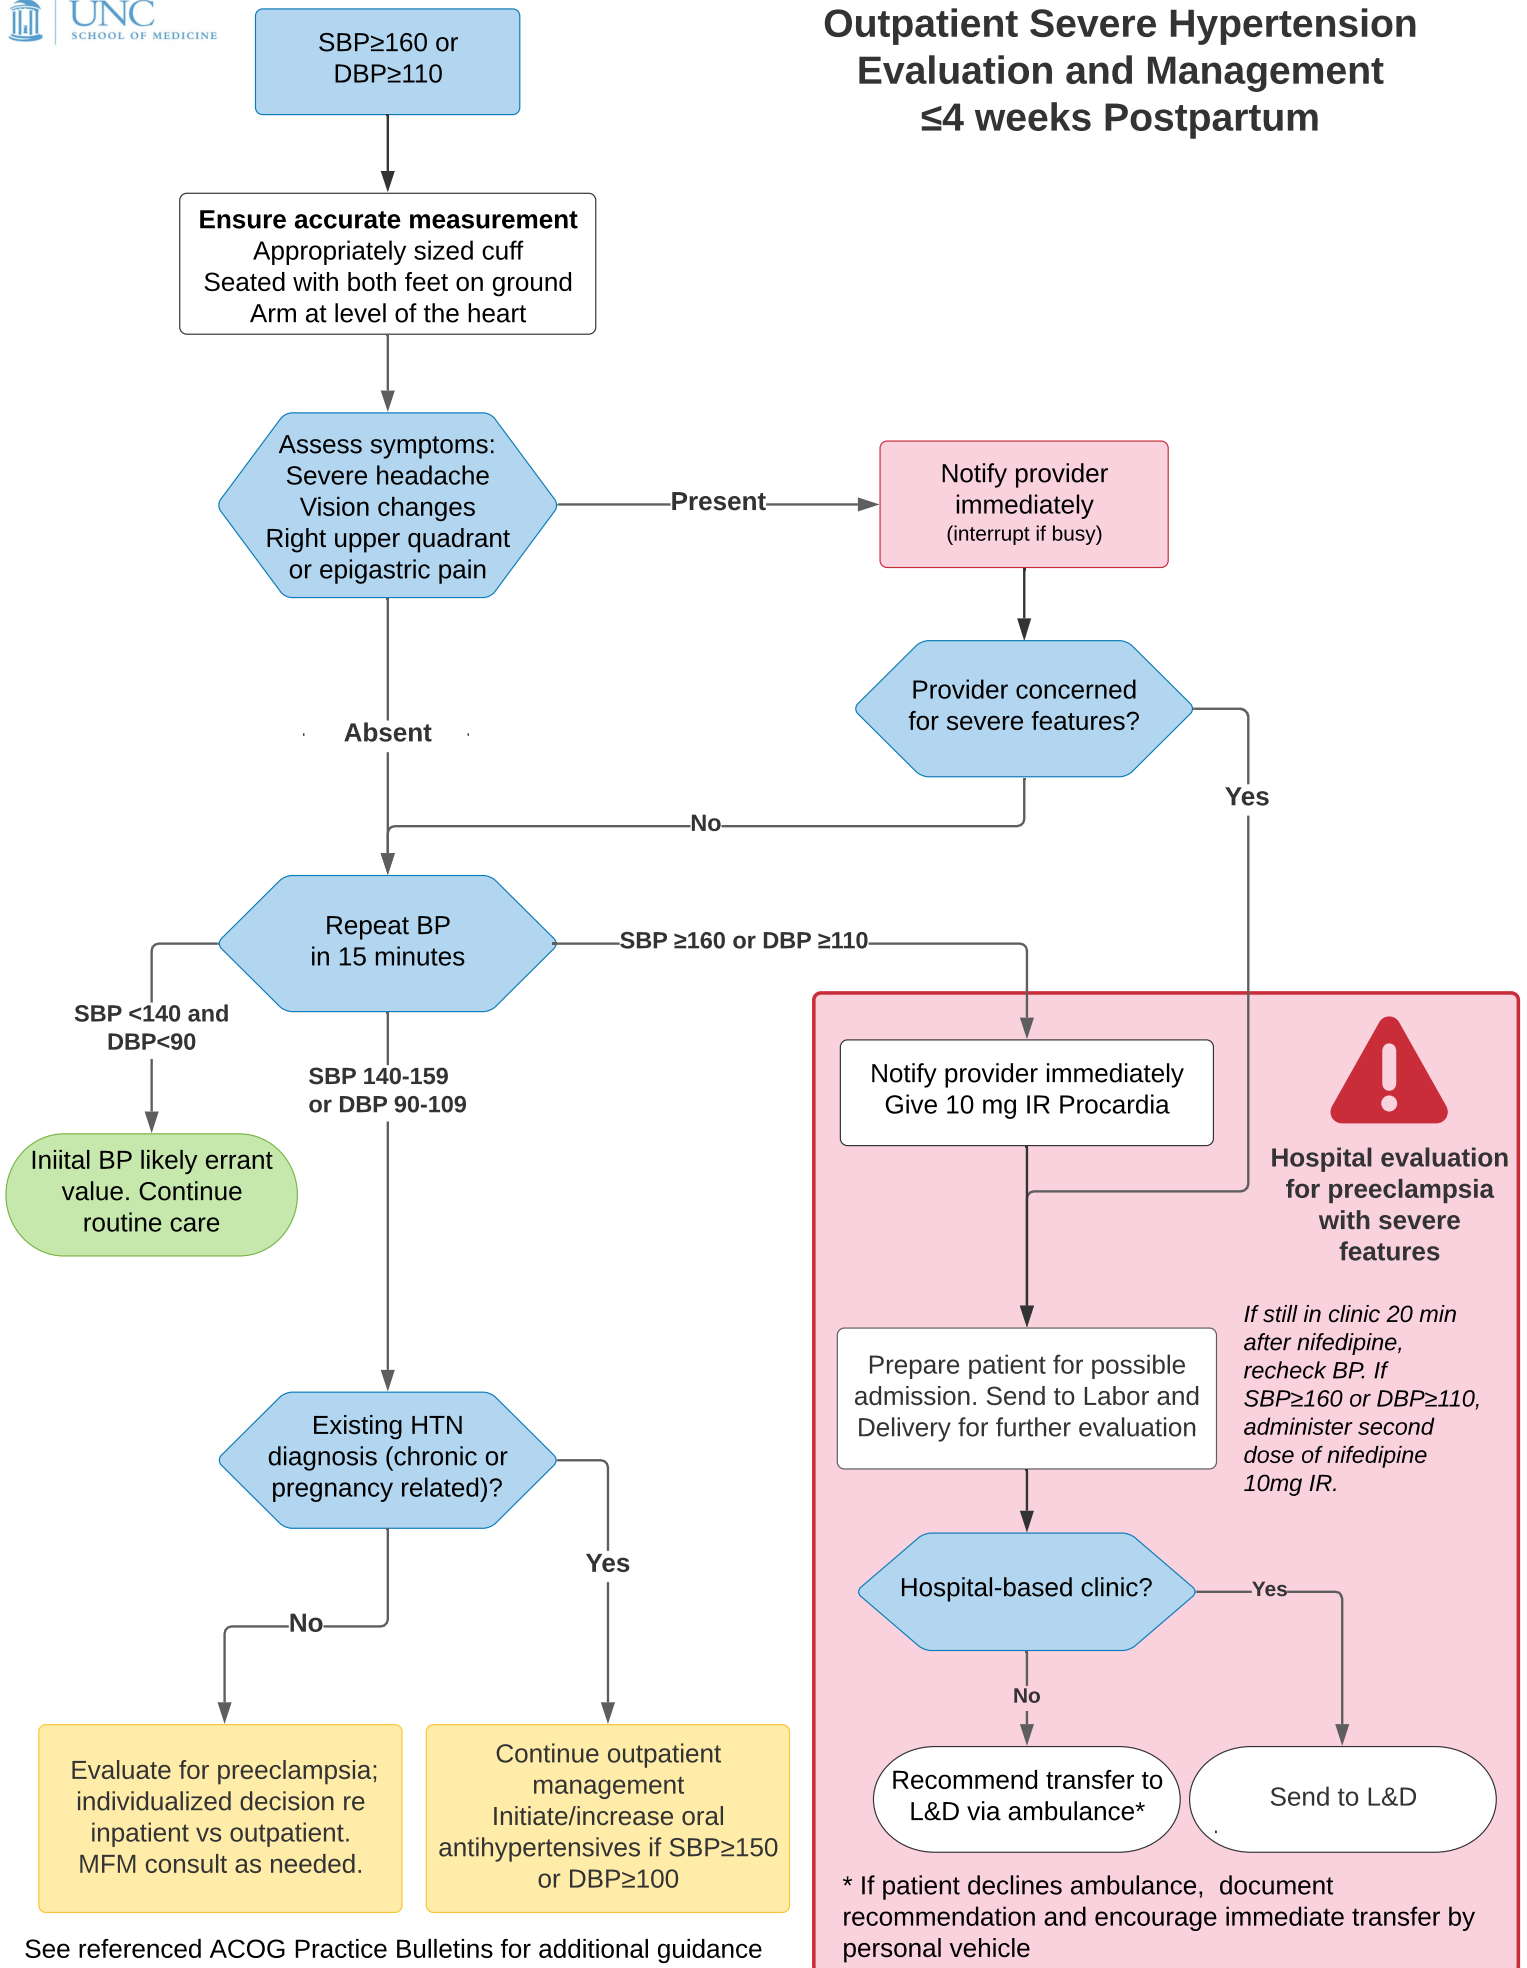 UNC
SCHOOL OF MEDICINE
Outpatient Severe Hypertension
Evaluation and Management
≤4 weeks Postpartum
SBP≥160 or
DBP≥110
Ensure accurate measurement
Appropriately sized cuff
Seated with both feet on ground
Arm at level of the heart
Assess symptoms:
Severe headache
Vision changes
Right upper quadrant
or epigastric pain
Present
Notify provider
immediately
(interrupt if busy)
Provider concerned
for severe features?
Absent
Yes
No
Repeat BP
in 15 minutes
SBP ≥160 or DBP ≥110
SBP <140 and
DBP<90
SBP 140-159
or DBP 90-109
Iniital BP likely errant
value. Continue
routine care
Notify provider immediately
Give 10 mg IR Procardia
Hospital evaluation
for preeclampsia
with severe
features
If still in clinic 20 min
after nifedipine,
recheck BP. If
SBP≥160 or DBP≥110,
administer second
dose of nifedipine
10mg IR.
Prepare patient for possible
admission. Send to Labor and
Delivery for further evaluation
Existing HTN
diagnosis (chronic or
pregnancy related)?
Yes
No
Hospital-based clinic?
Yes
No
Evaluate for preeclampsia;
individualized decision re
inpatient vs outpatient.
MFM consult as needed.
Continue outpatient
management
Initiate/increase oral
antihypertensives if SBP≥150
or DBP≥100
Recommend transfer to
L&D via ambulance*
Send to L&D
* If patient declines ambulance, document
recommendation and encourage immediate transfer by
personal vehicle
See referenced ACOG Practice Bulletins for additional guidance